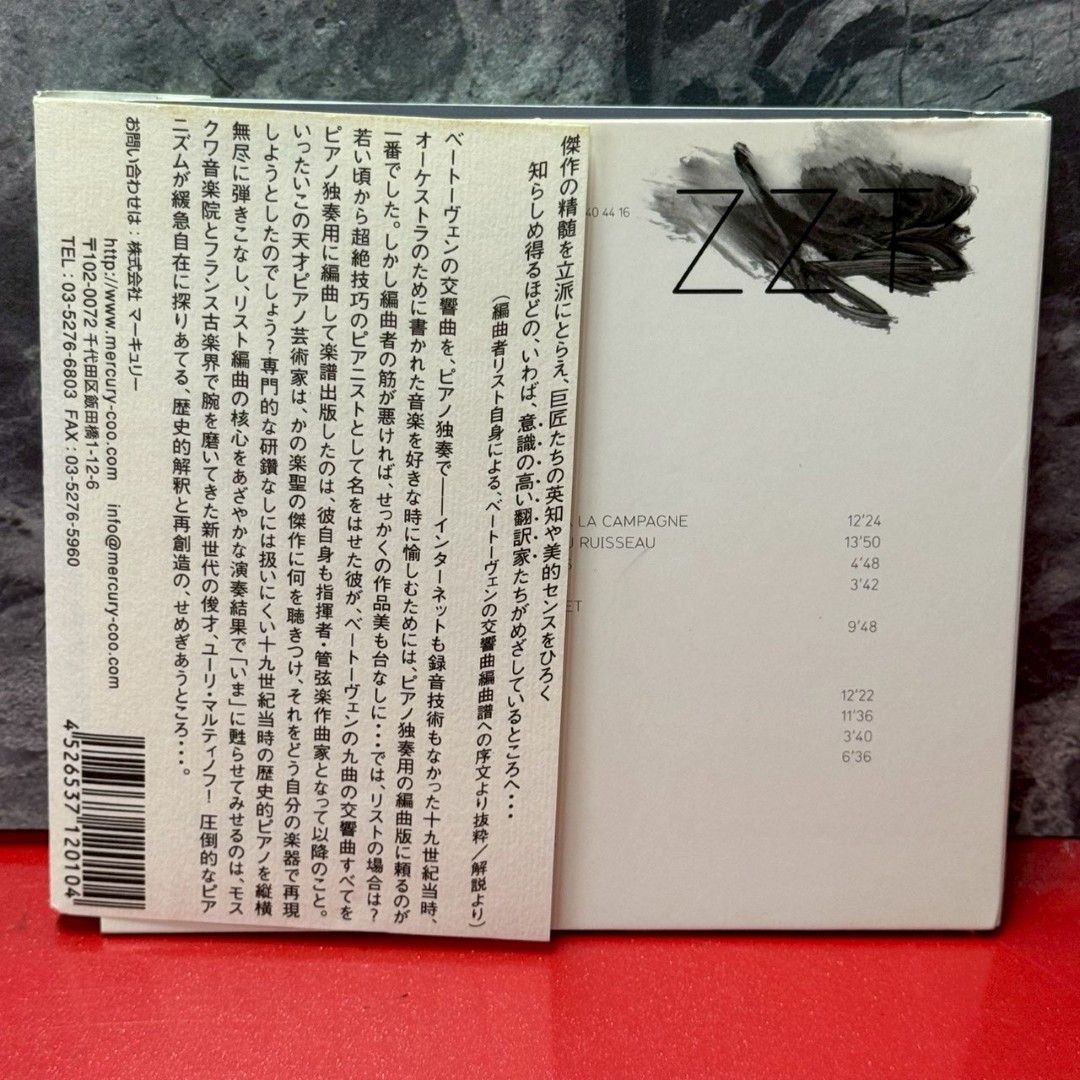 傑作の精髄を立派にとらえ、巨匠たちの英知や美的センスをひろく
知らしめ得るほどの、いわば、意識の高い翻訳家たちがめざしているところへ・・・
（編曲者リスト自身による、ベートーヴェンの交響曲編曲譜への序文より抜粋／解説より）
ベートーヴェンの交響曲を、ピアノ独奏で――インターネットも録音技術もなかった十九世紀当時、
オーケストラのために書かれた音楽を好きな時に愉しむためには、ピアノ独奏用の編曲版に頼るのが
一番でした。しかし編曲者の筋が悪ければ、せっかくの作品美も台なしに・・・では、リストの場合は？
若い頃から超絶技巧のピアニストとして名をはせた彼が、ベートーヴェンの九曲の交響曲すべてを
ピアノ独奏用に編曲して楽譜出版したのは、彼自身も指揮者・管弦楽作曲家となって以降のこと。
いったいこの天才ピアノ芸術家は、かの楽聖の傑作に何を聴きつけ、それをどう自分の楽器で再現
しようとしたのでしょう？専門的な研鑽なしには扱いにくい十九世紀当時の歴史的ピアノを縦横
無尽に弾きこなし、リスト編曲の核心をあざやかな演奏結果で「いま」に甦らせてみせるのは、モス
クワ音楽院とフランス古楽界で腕を磨いてきた新世代の俊才、ユーリ・マルティノフ！圧倒的なピア
ニズムが緩急自在に探りあてる、歴史的解釈と再創造の、せめぎあうところ・・・。
お問い合わせは：株式会社 マーキュリー
http://www.mercury-coo.com info@mercury-coo.com
〒102-0072 千代田区飯田橋1-12-6
TEL：03-5276-6803 FAX：03-5276-5960
4526537120104
ZZT
40 44 16
LA CAMPAGNE 12'24
RUISSEAU 13'50
4'48
3'42
ET
9'48
12'22
11'36
3'40
6'36